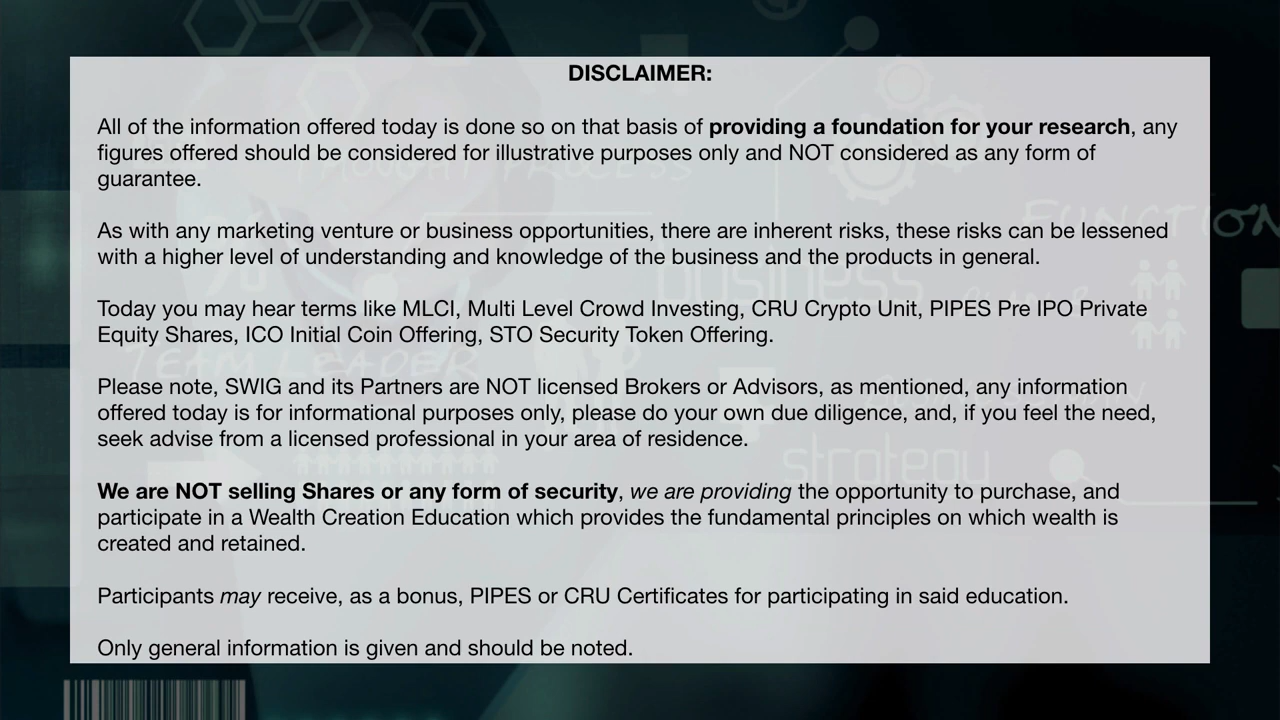 DISCLAIMER:
All of the information offered today is done so on that basis of providing a foundation for your research, any
figures offered should be considered for illustrative purposes only and NOT considered as any form of
guarantee.
As with any marketing venture or business opportunities, there are inherent risks, these risks can be lessened
with a higher level of understanding and knowledge of the business and the products in general.
Today you may hear terms like MLCI, Multi Level Crowd Investing, CRU Crypto Unit, PIPES Pre IPO Private
Equity Shares, ICO Initial Coin Offering, STO Security Token Offering.
Please note, SWIG and its Partners are NOT licensed Brokers or Advisors, as mentioned, any information
offered today is for informational purposes only, please do your own due diligence, and, if you feel the need,
seek advise from a licensed professional in your area of residence.
We are NOT selling Shares or any form of security, we are providing the opportunity to purchase, and
participate in a Wealth Creation Education which provides the fundamental principles on which wealth is
created and retained.
Participants may receive, as a bonus, PIPES or CRU Certificates for participating in said education.
Only general information is given and should be noted.
THOUGHT PROCESS
FUNCTION
business
TEAM LEADER
strategy